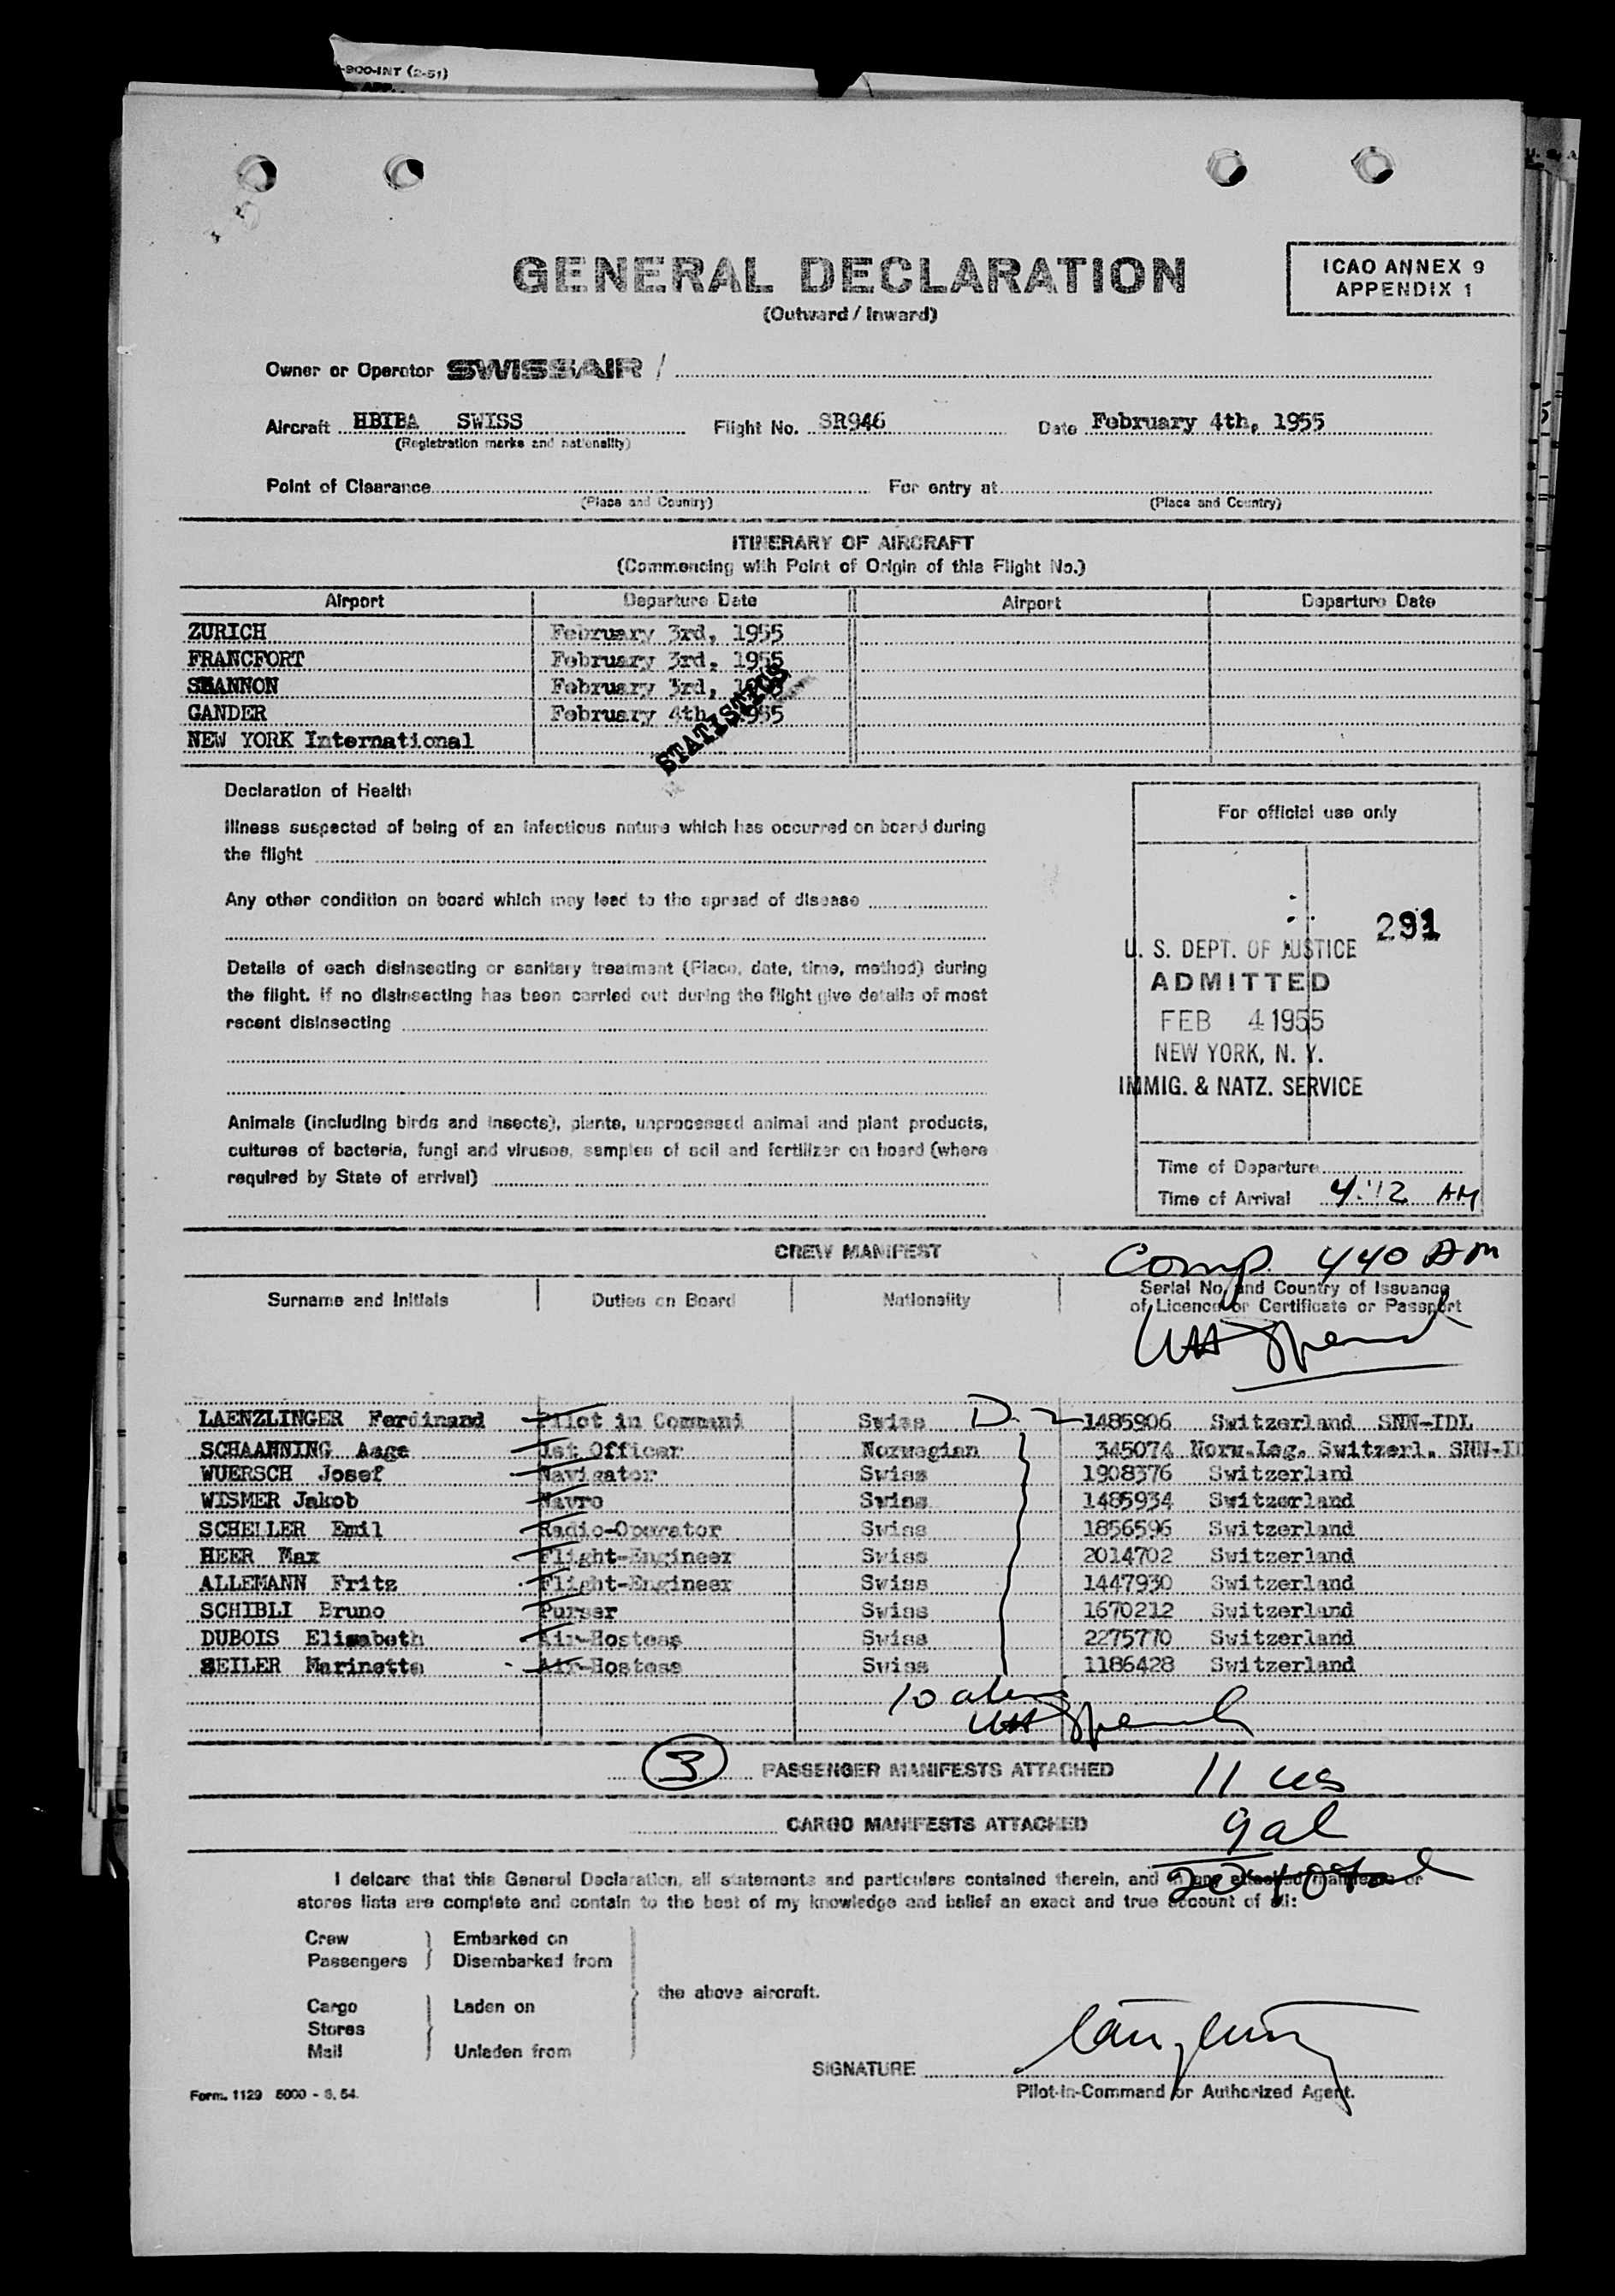 -900-INT (2-51)
GENERAL DECLARATION
(Outward / Inward)
ICAO ANNEX 9
APPENDIX 1
Owner or Operator SWISSAIR /
Aircraft HBIBA SWISS Flight No. SR946 Date February 4th, 1955
(Registration marks and nationality)
Point of Clearance For entry at
(Place and Country) (Place and Country)
ITINERARY OF AIRCRAFT
(Commencing with Point of Origin of this Flight No.)
Airport Departure Date Airport Departure Date
ZURICH February 3rd, 1955
FRANCFORT February 3rd, 1955
SHANNON February 3rd, 1955
GANDER February 4th, 1955
NEW YORK International
STATISTICS
Declaration of Health
Illness suspected of being of an infectious nature which has occurred on board during
the flight
Any other condition on board which may lead to the spread of disease
Details of each disinsecting or sanitary treatment (Place, date, time, method) during
the flight. If no disinsecting has been carried out during the flight give details of most
recent disinsecting
Animals (including birds and insects), plants, unprocessed animal and plant products,
cultures of bacteria, fungi and viruses, samples of soil and fertilizer on board (where
required by State of arrival)
For official use only
291
U. S. DEPT. OF JUSTICE
ADMITTED
FEB 4 1955
NEW YORK, N. Y.
IMMIG. & NATZ. SERVICE
Time of Departure
Time of Arrival 4:12 AM
CREW MANIFEST
Comp. 440 AM
Surname and Initials Duties on Board Nationality Serial No. and Country of Issuance
of Licence or Certificate or Passport
LAENZLINGER Ferdinand Pilot in Command Swiss D-2 1485906 Switzerland SNN-IDL
SCHAANNING Aage 1st Officer Norwegian 345074 Norw.Leg. Switzerl. SNN-ID
WUERSCH Josef Navigator Swiss 1908376 Switzerland
WISMER Jakob Navro Swiss 1485934 Switzerland
SCHELLER Emil Radio-Operator Swiss 1856596 Switzerland
HEER Max Flight-Engineer Swiss 2014702 Switzerland
ALLEMANN Fritz Flight-Engineer Swiss 1447930 Switzerland
SCHIBLI Bruno Purser Swiss 1670212 Switzerland
DUBOIS Elisabeth Air-Hostess Swiss 2275770 Switzerland
SEILER Marinette Air-Hostess Swiss 1186428 Switzerland
10 aliens
3 PASSENGER MANIFESTS ATTACHED 11 us
CARGO MANIFESTS ATTACHED 9 al
20 total
I delcare that this General Declaration, all statements and particulars contained therein, and in any attached manifests or
stores lists are complete and contain to the best of my knowledge and belief an exact and true account of all:
Crew Embarked on
Passengers Disembarked from
the above aircraft.
Cargo Laden on
Stores
Mail Unladen from
SIGNATURE
Pilot-in-Command or Authorized Agent.
Form. 1129 5000 - 8. 54.